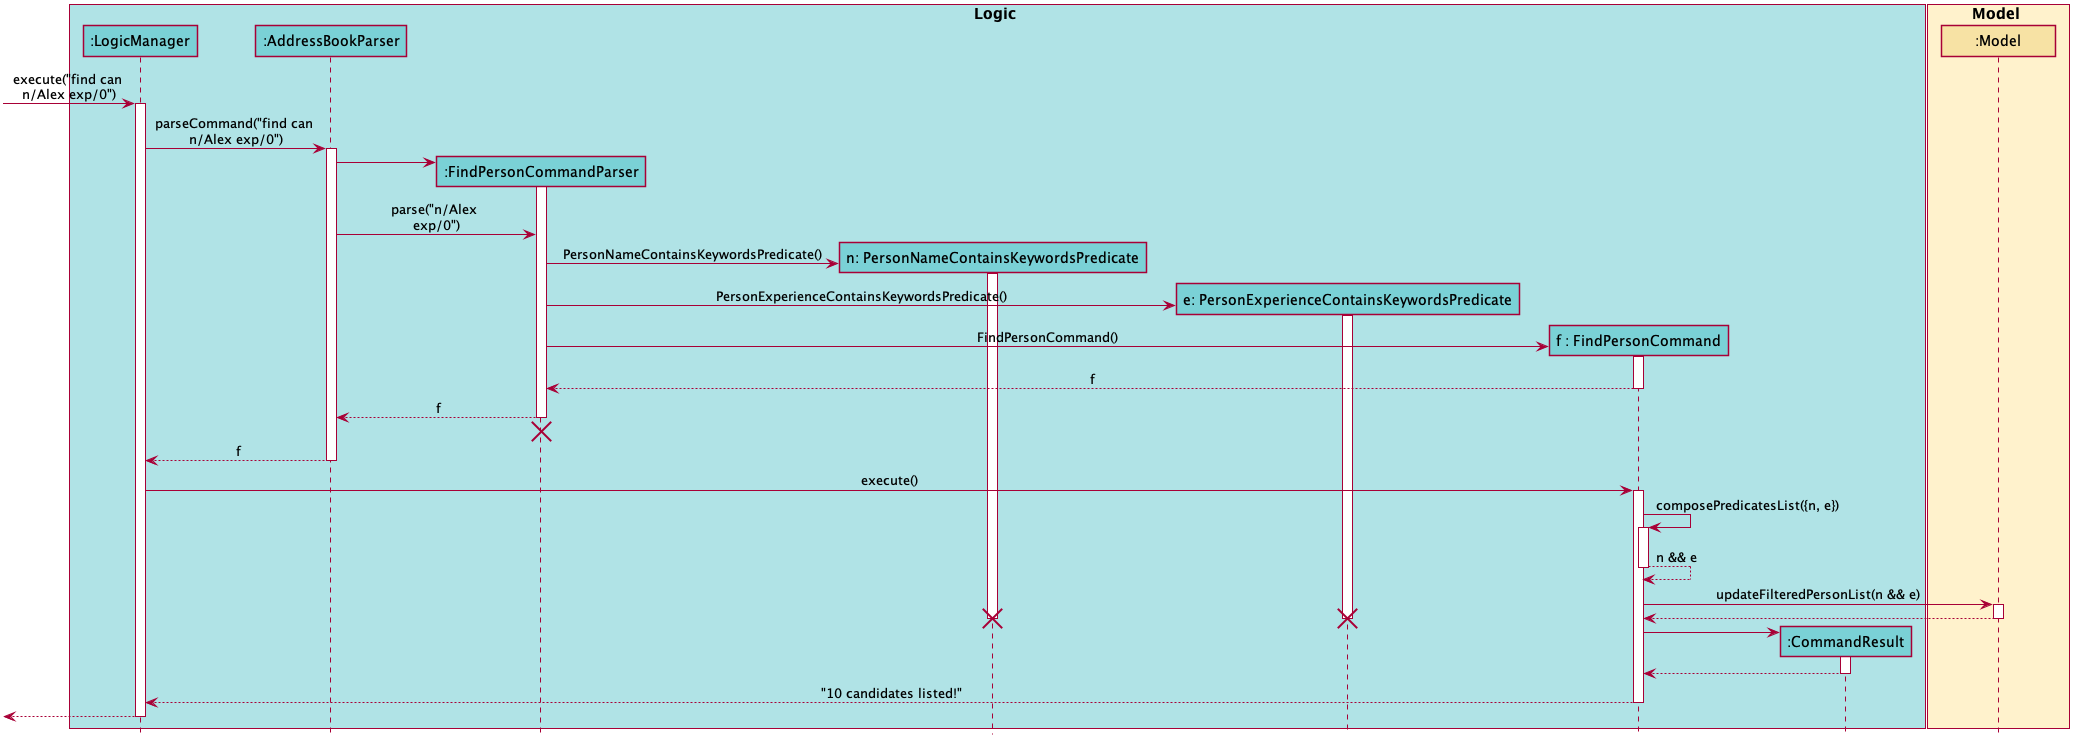 Logic
Model
:LogicManager
:AddressBookParser
:Model
execute("find can
n/Alex exp/0")
parseCommand("find can
n/Alex exp/0")
:FindPersonCommandParser
parse("n/Alex
exp/0")
PersonNameContainsKeywordsPredicate()
n: PersonNameContainsKeywordsPredicate
PersonExperienceContainsKeywordsPredicate()
e: PersonExperienceContainsKeywordsPredicate
FindPersonCommand()
f : FindPersonCommand
f
f
f
execute()
composePredicatesList({n, e})
n && e
updateFilteredPersonList(n && e)
:CommandResult
"10 candidates listed!"